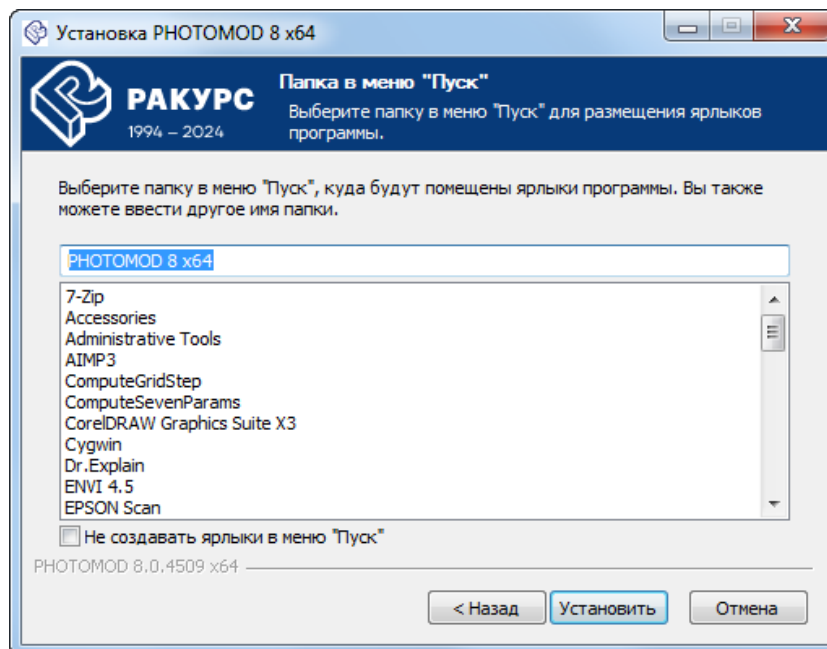 Установка PHOTOMOD 8 x64
РАКУРС
1994 – 2024
Папка в меню "Пуск"
Выберите папку в меню "Пуск" для размещения ярлыков
программы.
Выберите папку в меню "Пуск", куда будут помещены ярлыки программы. Вы также
можете ввести другое имя папки.
PHOTOMOD 8 x64
7-Zip
Accessories
Administrative Tools
AIMP3
ComputeGridStep
ComputeSevenParams
CorelDRAW Graphics Suite X3
Cygwin
Dr.Explain
ENVI 4.5
EPSON Scan
Не создавать ярлыки в меню "Пуск"
PHOTOMOD 8.0.4509 x64
< Назад
Установить
Отмена